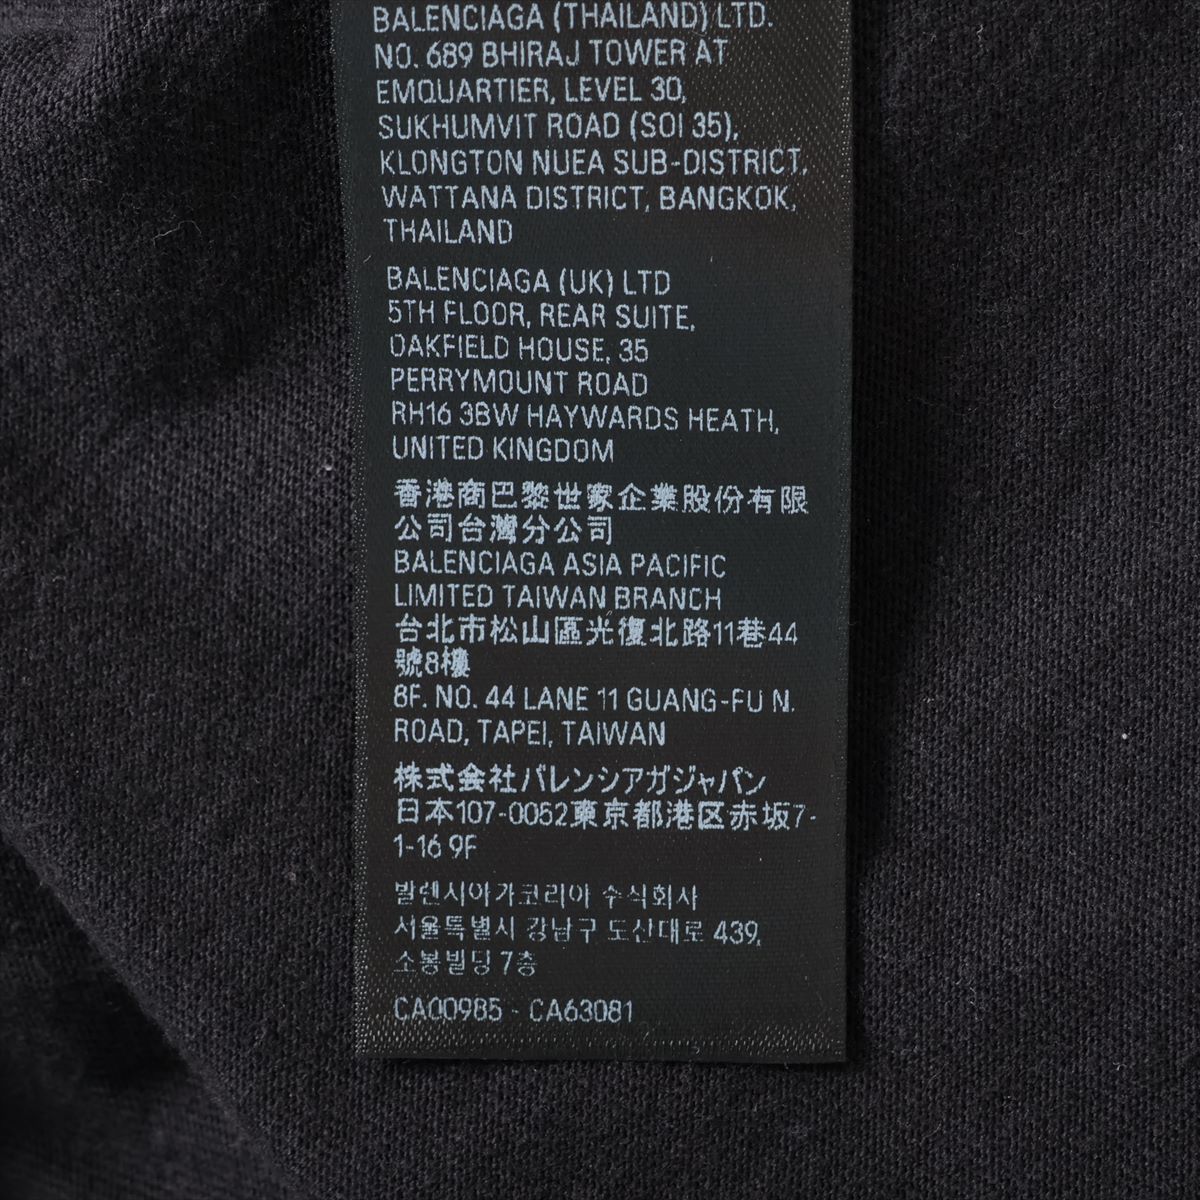 BALENCIAGA (THAILAND) LTD.
NO. 689 BHIRAJ TOWER AT
EMQUARTIER, LEVEL 30,
SUKHUMVIT ROAD (SOI 35),
KLONGTON NUEA SUB-DISTRICT,
WATTANA DISTRICT, BANGKOK,
THAILAND
BALENCIAGA (UK) LTD
5TH FLOOR, REAR SUITE,
OAKFIELD HOUSE, 35
PERRYMOUNT ROAD
RH16 3BW HAYWARDS HEATH,
UNITED KINGDOM
香港商巴黎世家企業股份有限
公司台灣分公司
BALENCIAGA ASIA PACIFIC
LIMITED TAIWAN BRANCH
台北市松山區光復北路11巷44
號8樓
8F. NO. 44 LANE 11 GUANG-FU N.
ROAD, TAPEI, TAIWAN
株式会社バレンシアガジャパン
日本107-0052東京都港区赤坂7-
1-16 9F
발렌시아가코리아 주식회사
서울특별시 강남구 도산대로 439,
소봉빌딩 7층
CA00985 - CA63081